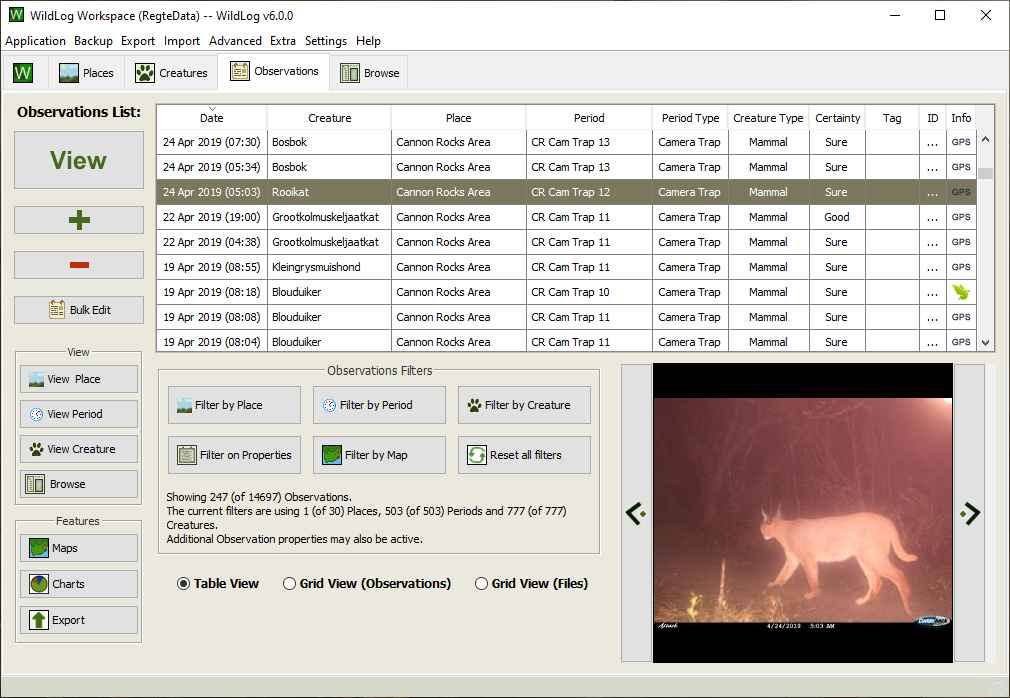 WildLog Workspace (RegteData) -- WildLog v6.0.0
Application Backup Export Import Advanced Extra Settings Help
W Places Creatures Observations Browse
Observations List:
View
Bulk Edit
View
View Place
View Period
View Creature
Browse
Features
Maps
Charts
Export
Date Creature Place Period Period Type Creature Type Certainty Tag ID Info
24 Apr 2019 (07:30) Bosbok Cannon Rocks Area CR Cam Trap 13 Camera Trap Mammal Sure ... GPS
24 Apr 2019 (05:34) Bosbok Cannon Rocks Area CR Cam Trap 13 Camera Trap Mammal Sure ... GPS
24 Apr 2019 (05:03) Rooikat Cannon Rocks Area CR Cam Trap 12 Camera Trap Mammal Sure ... GPS
22 Apr 2019 (19:00) Grootkolmuskeljaatkat Cannon Rocks Area CR Cam Trap 11 Camera Trap Mammal Good ... GPS
22 Apr 2019 (04:38) Grootkolmuskeljaatkat Cannon Rocks Area CR Cam Trap 11 Camera Trap Mammal Sure ... GPS
19 Apr 2019 (08:55) Kleingrysmuishond Cannon Rocks Area CR Cam Trap 11 Camera Trap Mammal Sure ... GPS
19 Apr 2019 (08:18) Blouduiker Cannon Rocks Area CR Cam Trap 10 Camera Trap Mammal Sure ...
19 Apr 2019 (08:08) Blouduiker Cannon Rocks Area CR Cam Trap 11 Camera Trap Mammal Sure ... GPS
19 Apr 2019 (08:04) Blouduiker Cannon Rocks Area CR Cam Trap 11 Camera Trap Mammal Sure ... GPS
Observations Filters
Filter by Place Filter by Period Filter by Creature
Filter on Properties Filter by Map Reset all filters
Showing 247 (of 14697) Observations.
The current filters are using 1 (of 30) Places, 503 (of 503) Periods and 777 (of 777)
Creatures.
Additional Observation properties may also be active.
Table View Grid View (Observations) Grid View (Files)
Attack 4/24/2019 5:03 AM